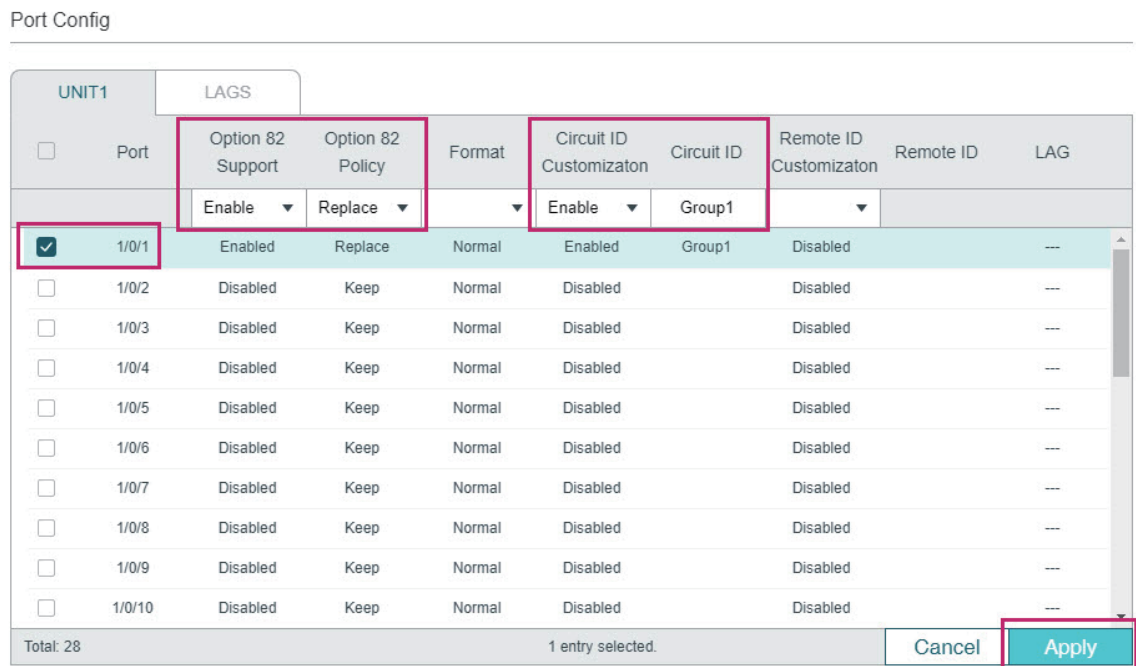 Port Config
UNIT1 LAGS
Port Option 82 Support Option 82 Policy Format Circuit ID Customizaton Circuit ID Remote ID Customizaton Remote ID LAG
Enable Replace Enable Group1
1/0/1 Enabled Replace Normal Enabled Group1 Disabled ---
1/0/2 Disabled Keep Normal Disabled Disabled ---
1/0/3 Disabled Keep Normal Disabled Disabled ---
1/0/4 Disabled Keep Normal Disabled Disabled ---
1/0/5 Disabled Keep Normal Disabled Disabled ---
1/0/6 Disabled Keep Normal Disabled Disabled ---
1/0/7 Disabled Keep Normal Disabled Disabled ---
1/0/8 Disabled Keep Normal Disabled Disabled ---
1/0/9 Disabled Keep Normal Disabled Disabled ---
1/0/10 Disabled Keep Normal Disabled Disabled ---
Total: 28 1 entry selected. Cancel Apply